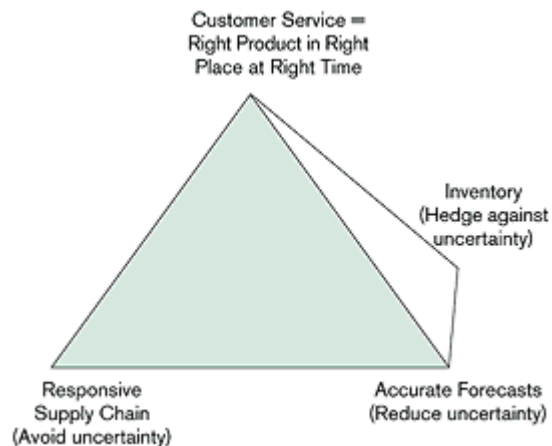 Customer Service =
Right Product in Right
Place at Right Time
Inventory
(Hedge against
uncertainty)
Responsive
Supply Chain
(Avoid uncertainty)
Accurate Forecasts
(Reduce uncertainty)